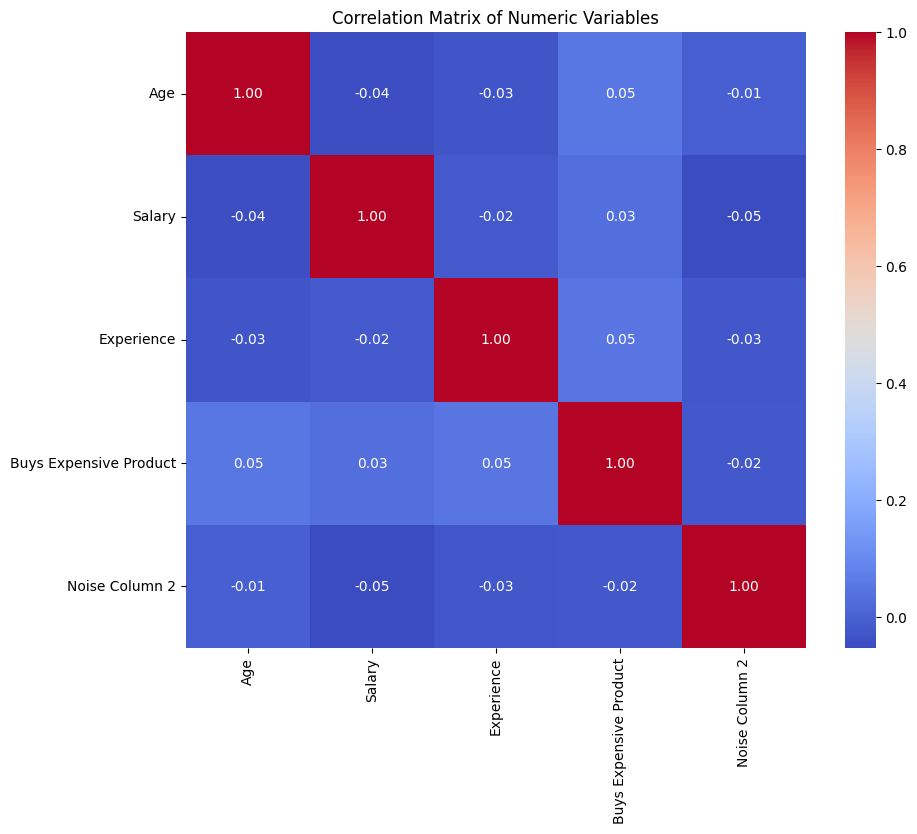 Correlation Matrix of Numeric Variables
Age 1.00 -0.04 -0.03 0.05 -0.01
Salary -0.04 1.00 -0.02 0.03 -0.05
Experience -0.03 -0.02 1.00 0.05 -0.03
Buys Expensive Product 0.05 0.03 0.05 1.00 -0.02
Noise Column 2 -0.01 -0.05 -0.03 -0.02 1.00
Age
Salary
Experience
Buys Expensive Product
Noise Column 2
1.0
0.8
0.6
0.4
0.2
0.0